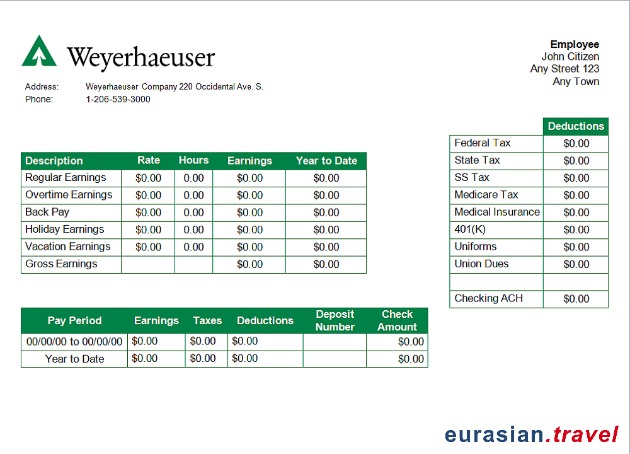 Weyerhaeuser
Address: Weyerhaeuser Company 220 Occidental Ave. S.
Phone: 1-206-539-3000
Employee
John Citizen
Any Street 123
Any Town
Description Rate Hours Earnings Year to Date
Regular Earnings $0.00 0.00 $0.00 $0.00
Overtime Earnings $0.00 0.00 $0.00 $0.00
Back Pay $0.00 0.00 $0.00 $0.00
Holiday Earnings $0.00 0.00 $0.00 $0.00
Vacation Earnings $0.00 0.00 $0.00 $0.00
Gross Earnings $0.00 $0.00
Deductions
Federal Tax $0.00
State Tax $0.00
SS Tax $0.00
Medicare Tax $0.00
Medical Insurance $0.00
401(K) $0.00
Uniforms $0.00
Union Dues $0.00
Checking ACH $0.00
Pay Period Earnings Taxes Deductions Deposit Number Check Amount
00/00/00 to 00/00/00 $0.00 $0.00 $0.00 $0.00
Year to Date $0.00 $0.00 $0.00 $0.00
eurasian.travel